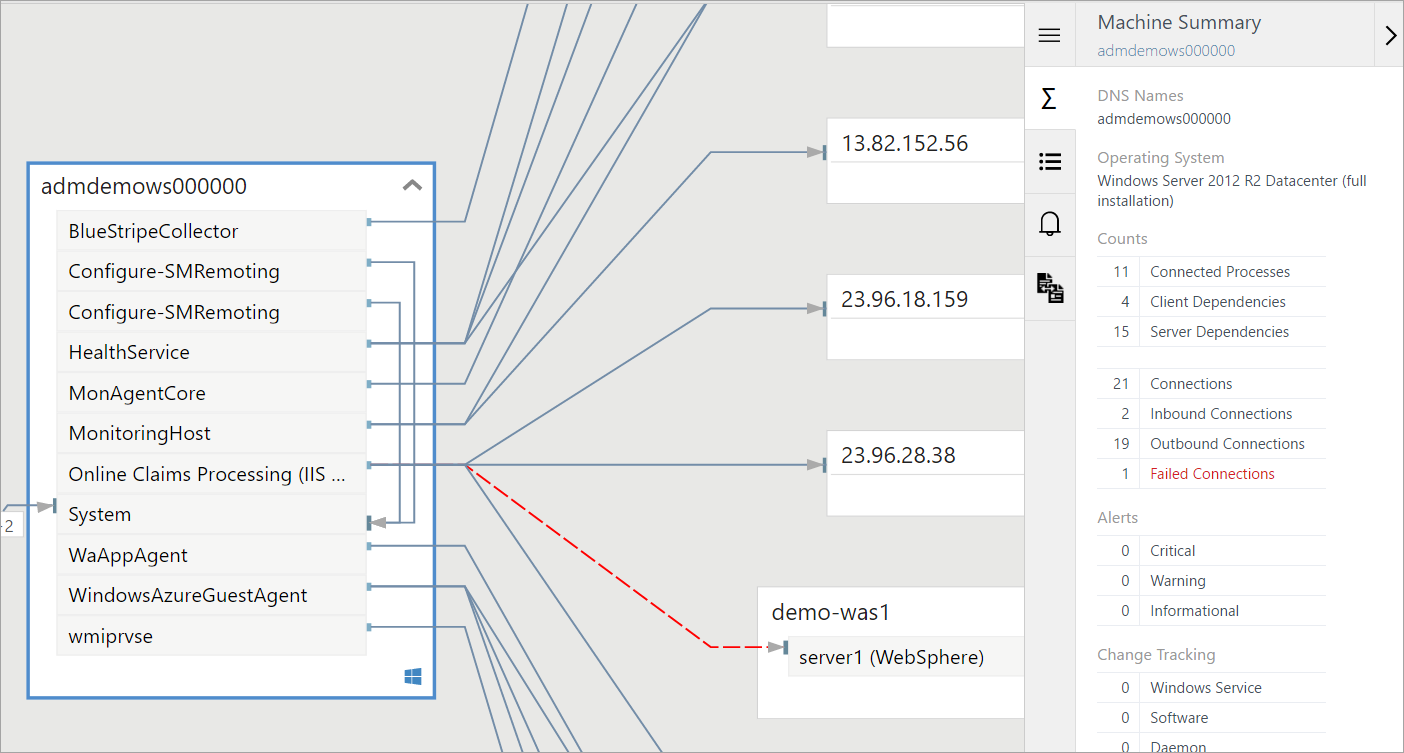 admdemows000000
BlueStripeCollector
Configure-SMRemoting
Configure-SMRemoting
HealthService
MonAgentCore
MonitoringHost
Online Claims Processing (IIS ...
System
WaAppAgent
WindowsAzureGuestAgent
wmiprvse
13.82.152.56
23.96.18.159
23.96.28.38
demo-was1
server1 (WebSphere)
Machine Summary
admdemows000000
DNS Names
admdemows000000
Operating System
Windows Server 2012 R2 Datacenter (full
installation)
Counts
11 Connected Processes
4 Client Dependencies
15 Server Dependencies
21 Connections
2 Inbound Connections
19 Outbound Connections
1 Failed Connections
Alerts
0 Critical
0 Warning
0 Informational
Change Tracking
0 Windows Service
0 Software
0 Daemon